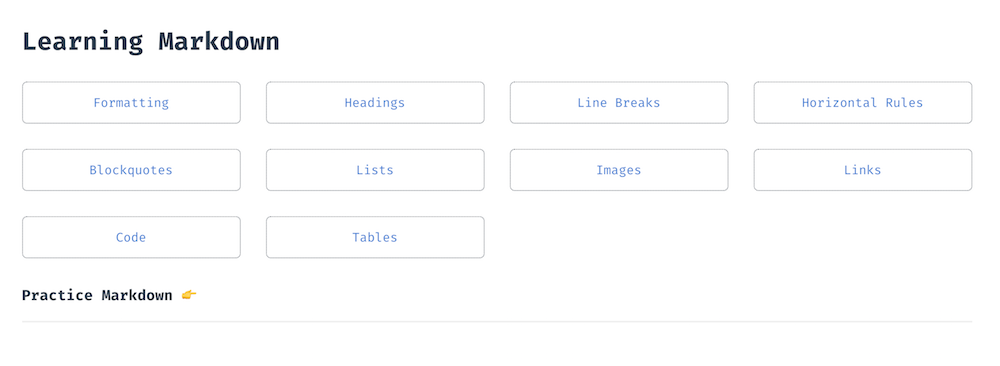 Learning Markdown
Formatting Headings Line Breaks Horizontal Rules
Blockquotes Lists Images Links
Code Tables
Practice Markdown 👉